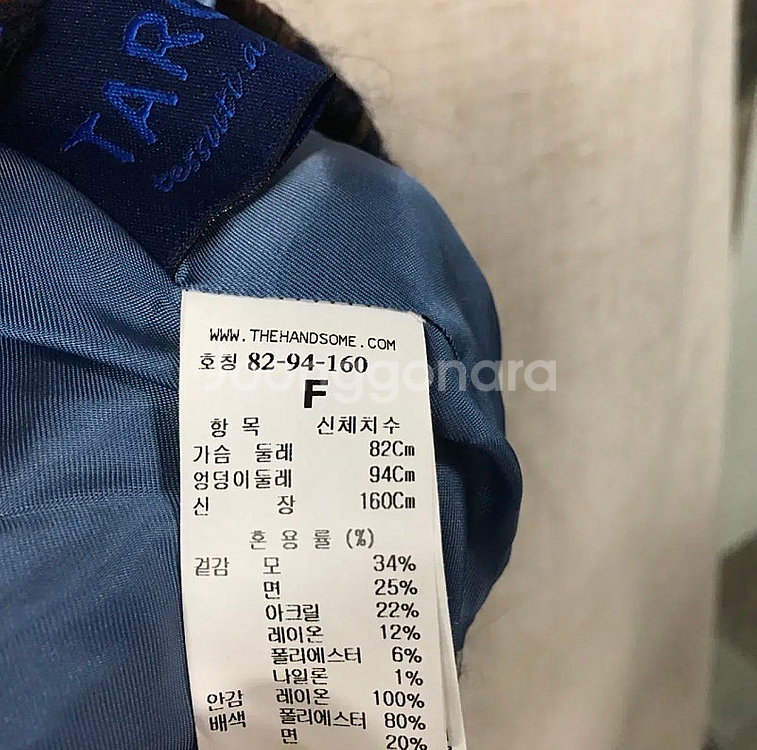 TAR
tessuti a
WWW.THEHANDSOME.COM
호칭 82-94-160
F
joonggonara
항 목 신체치수
가슴 둘레 82Cm
엉덩이둘레 94Cm
신 장 160Cm
혼 용 률 (%)
겉감 모 34%
면 25%
아크릴 22%
레이온 12%
폴리에스터 6%
나일론 1%
안감 레이온 100%
배색 폴리에스터 80%
면 20%